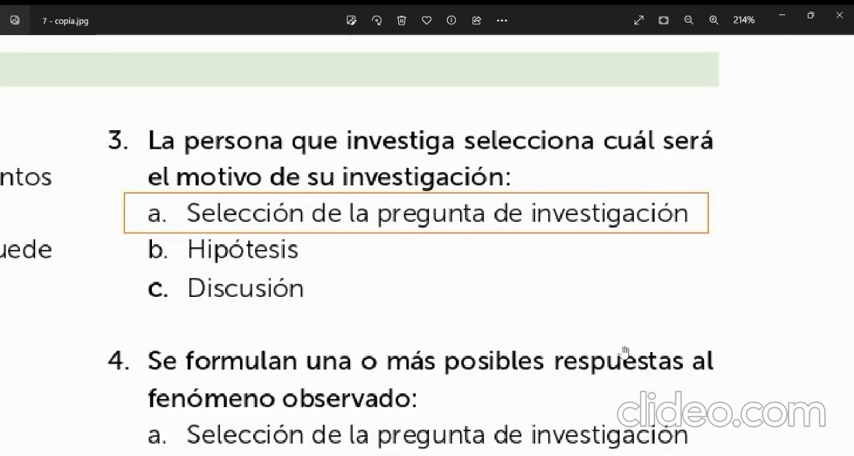 7 - copia.jpg
214%
3. La persona que investiga selecciona cuál será
el motivo de su investigación:
a. Selección de la pregunta de investigación
b. Hipótesis
c. Discusión
ntos
uede
4. Se formulan una o más posibles respuestas al
fenómeno observado:
a. Selección de la pregunta de investigación
clideo.com